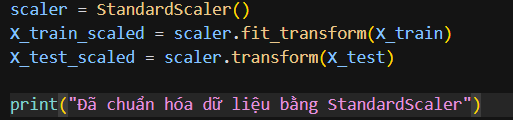 scaler = StandardScaler()
X_train_scaled = scaler.fit_transform(X_train)
X_test_scaled = scaler.transform(X_test)
print("Đã chuẩn hóa dữ liệu bằng StandardScaler")